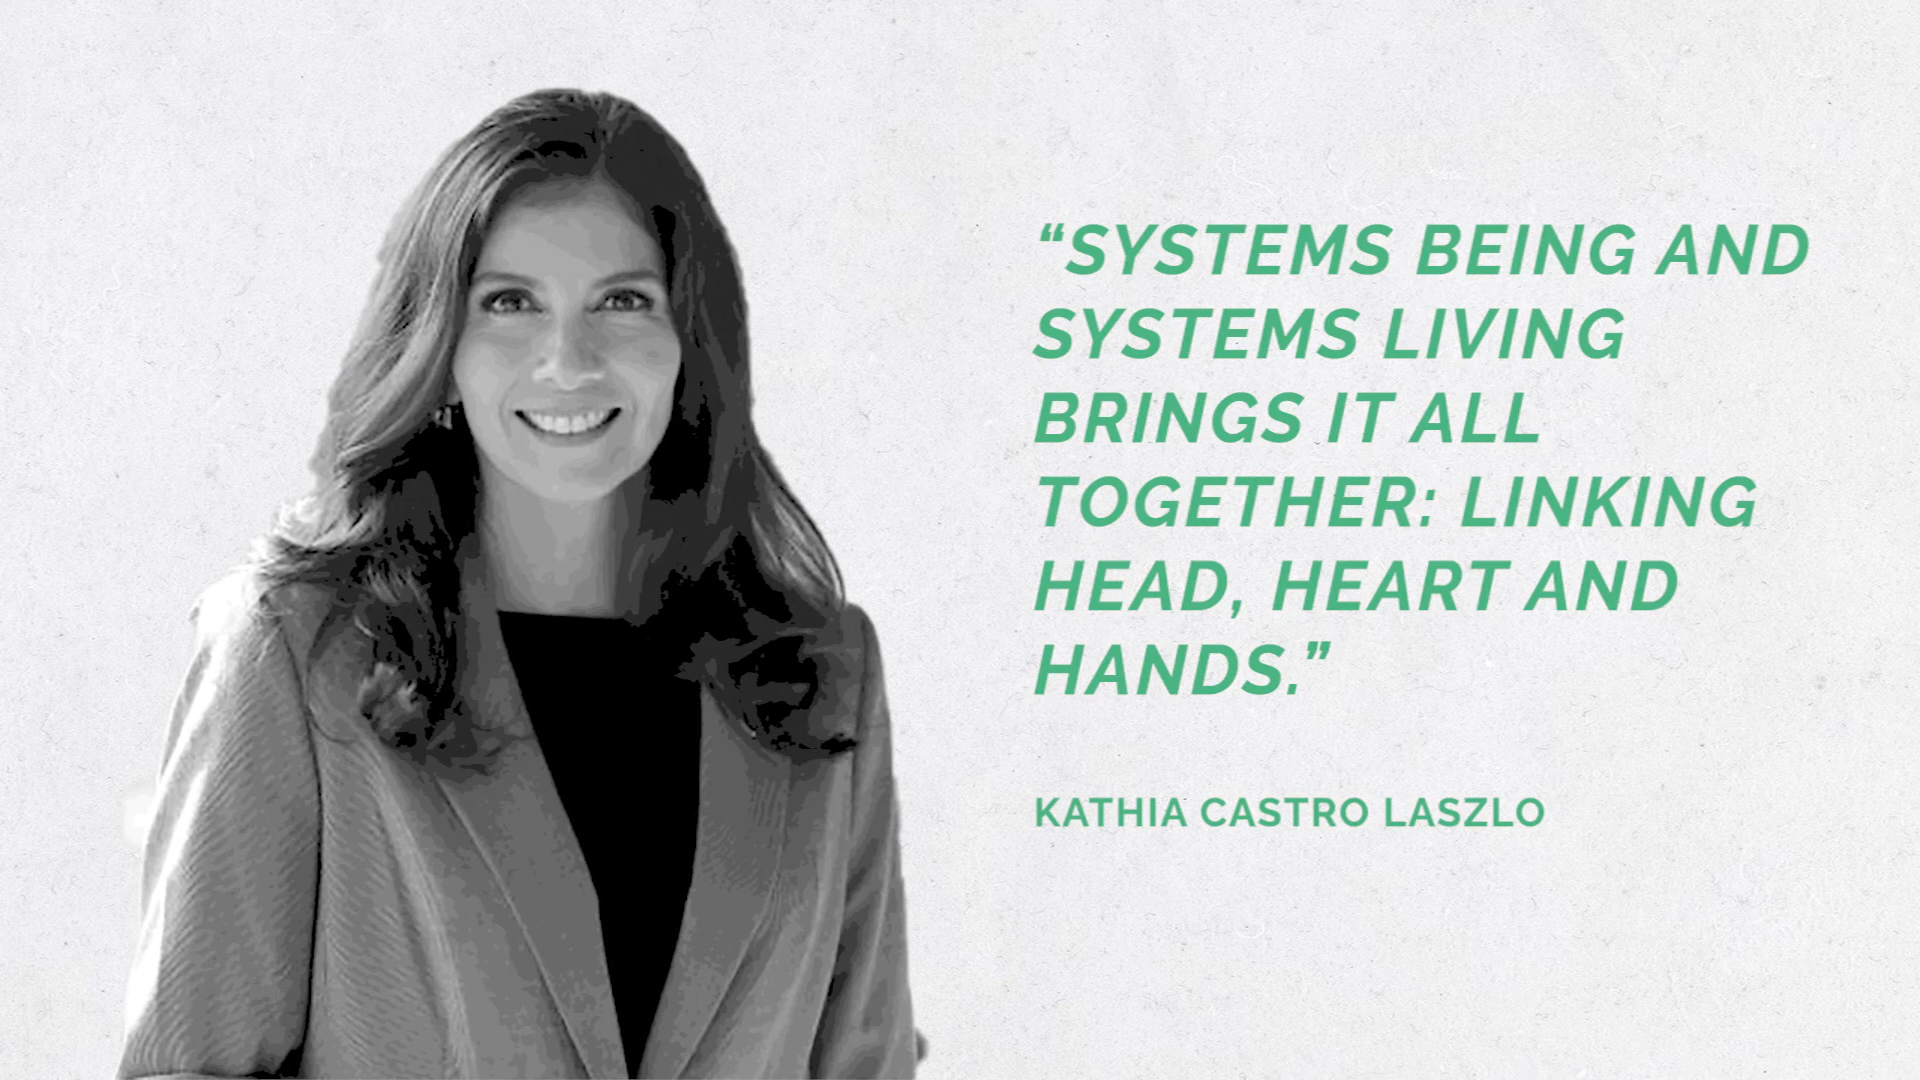 “SYSTEMS BEING AND
SYSTEMS LIVING
BRINGS IT ALL
TOGETHER: LINKING
HEAD, HEART AND
HANDS.”
KATHIA CASTRO LASZLO